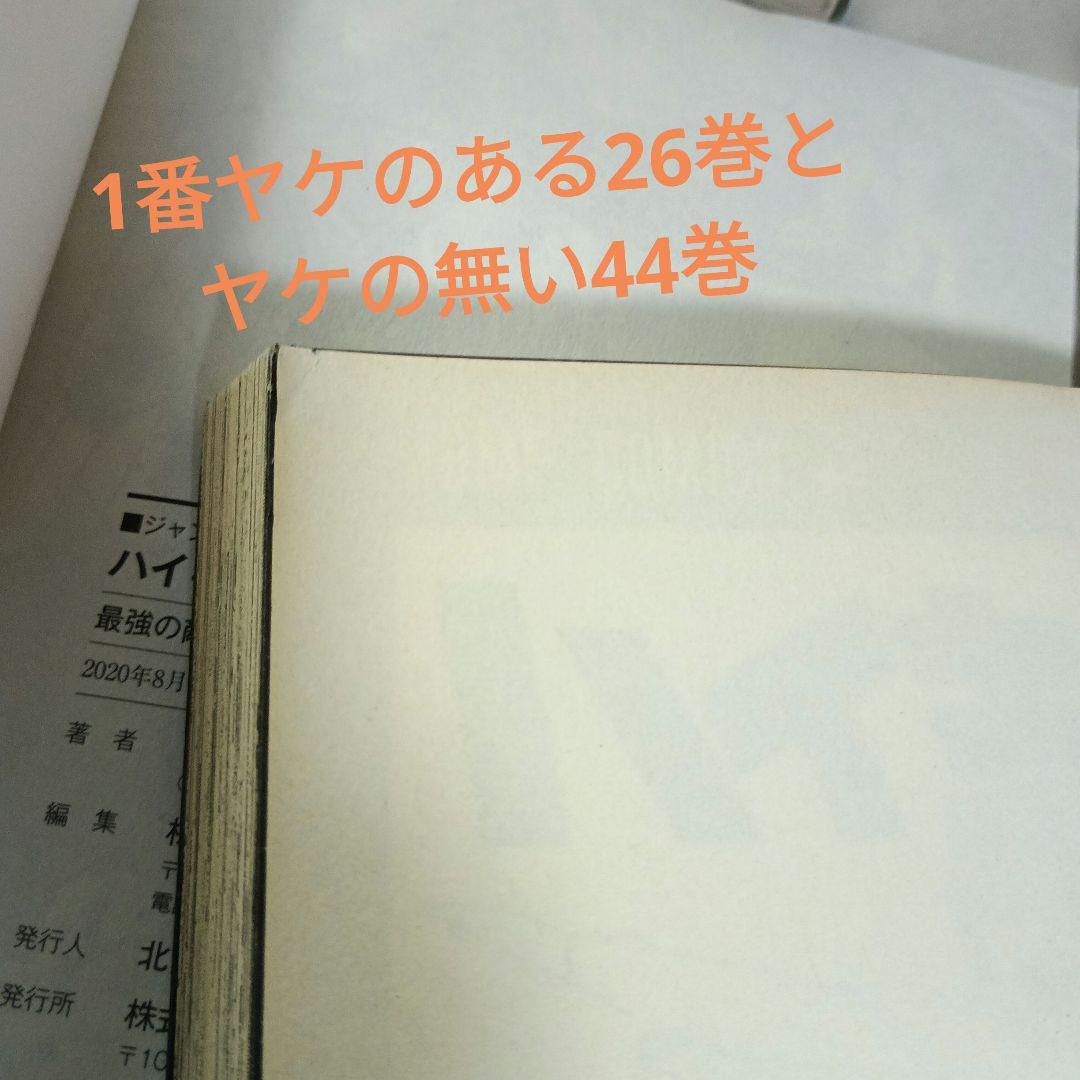 1番ヤケのある26巻と
ヤケの無い44巻
■ジャン
ハイ
最強の
2020年8月
著者
編集
〒
電
発行人 北
発行所 株式
〒10